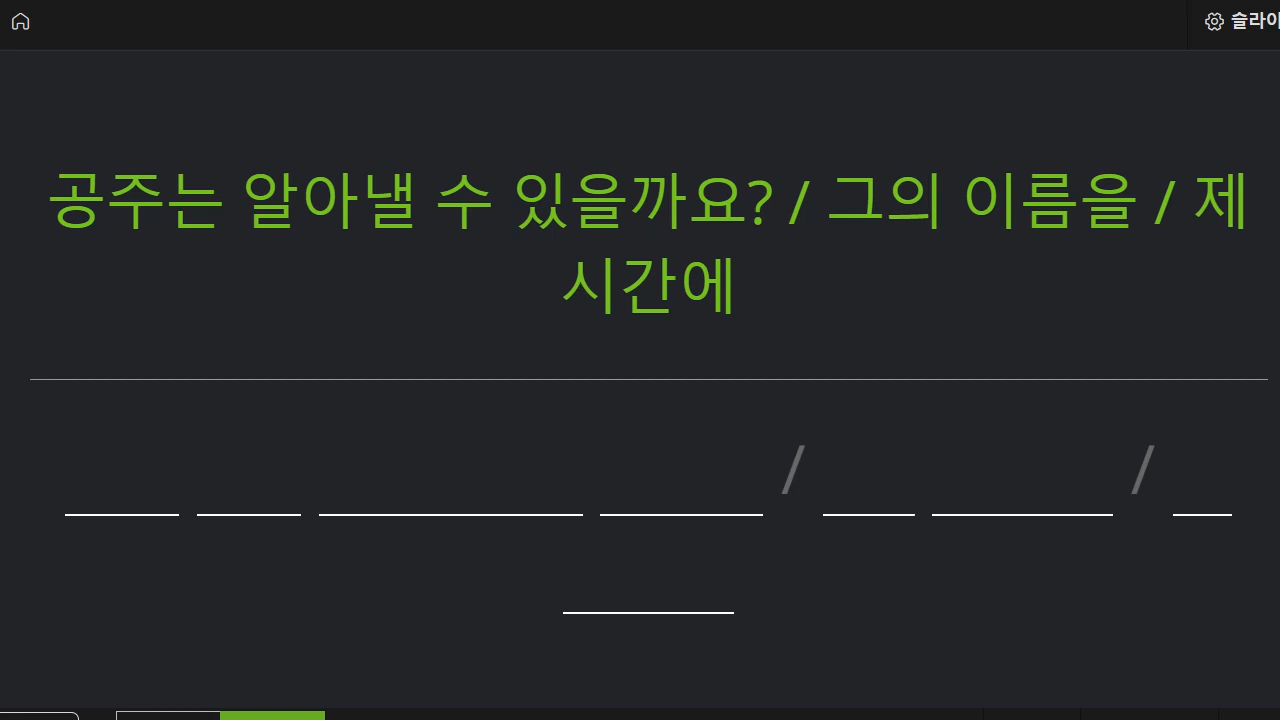 슬라이
공주는 알아낼 수 있을까요? / 그의 이름을 / 제
시간에
/ /